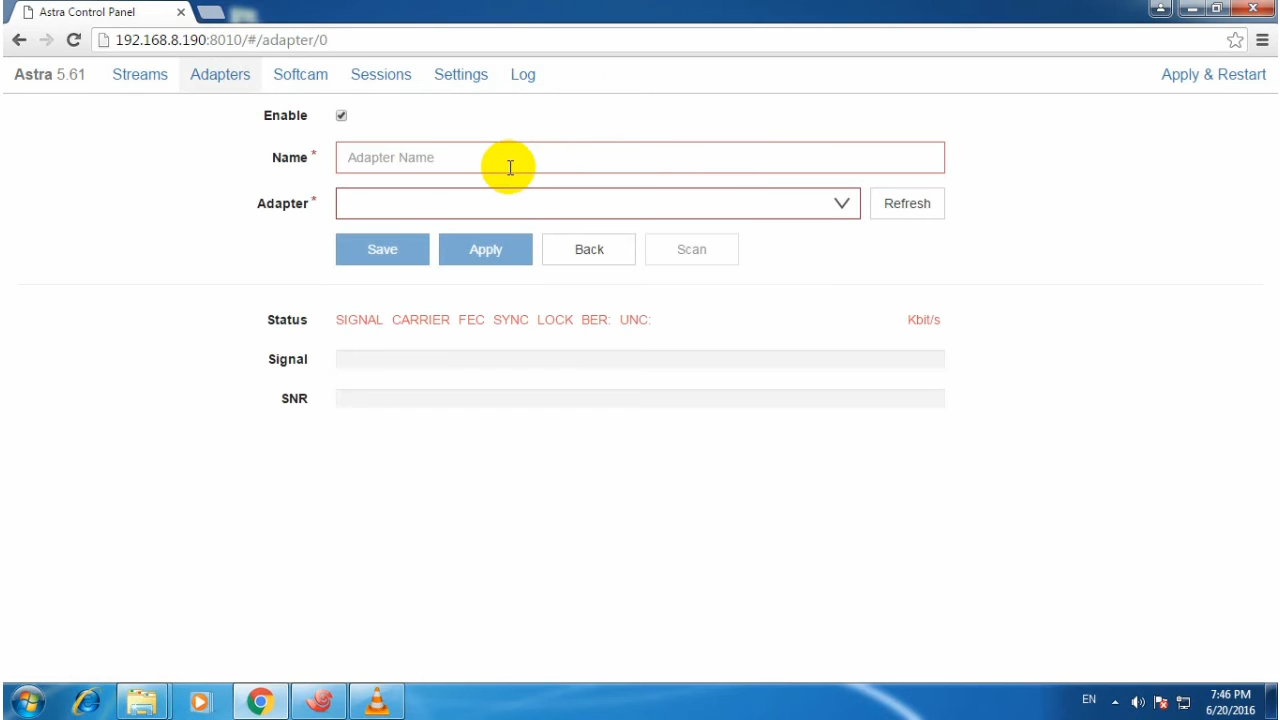 Astra Control Panel
192.168.8.190:8010/#/adapter/0
Astra 5.61 Streams Adapters Softcam Sessions Settings Log Apply & Restart
Enable
Name * Adapter Name
Adapter * Refresh
Save Apply Back Scan
Status SIGNAL CARRIER FEC SYNC LOCK BER: UNC: Kbit/s
Signal
SNR
EN 7:46 PM
6/20/2016